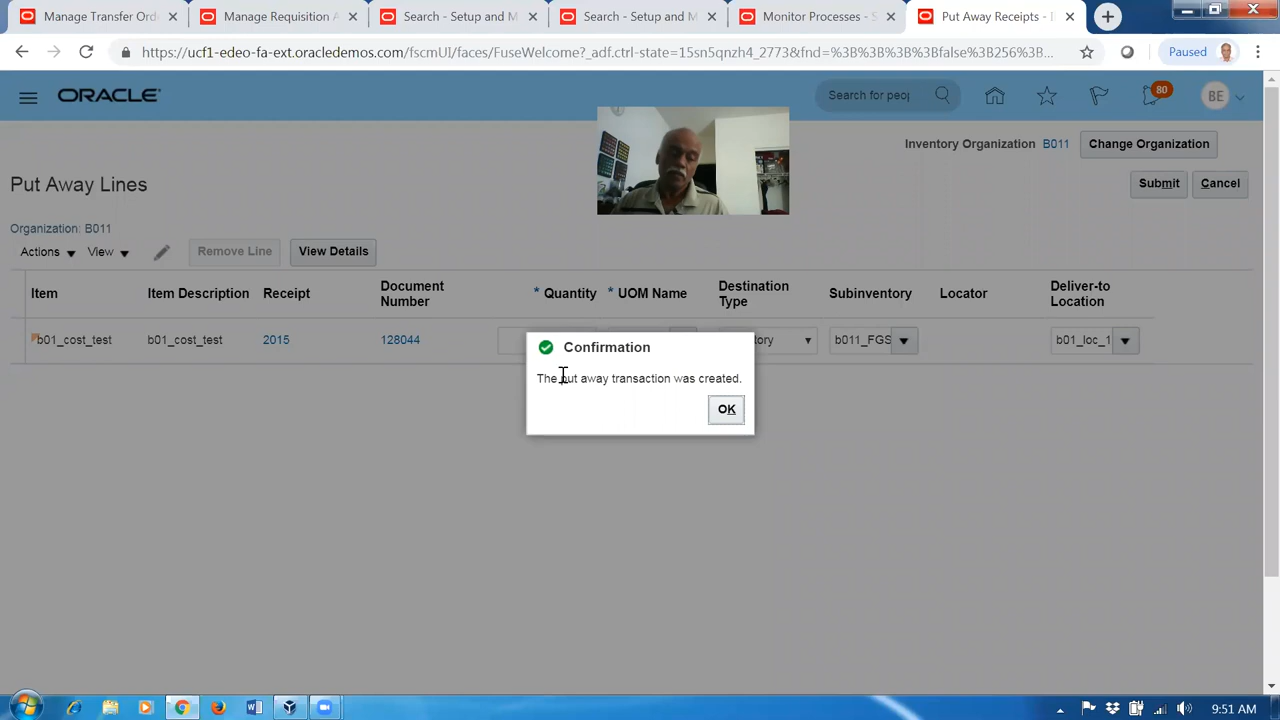 Manage Transfer Ord
Manage Requisition A
Search - Setup and M
Search - Setup and M
Monitor Processes - S
Put Away Receipts -
https://ucf1-edeo-fa-ext.oracledemos.com/fscmUI/faces/FuseWelcome?_adf.ctrl-state=15sn5qnzh4_2773&fnd=%3B%3B%3B%3Bfalse%3B256%3B%3B%3B...
Paused
ORACLE
Search for peop
80
BE
Inventory Organization B011 Change Organization
Put Away Lines
Submit Cancel
Organization: B011
Actions View Remove Line View Details
Item Item Description Receipt Document Number * Quantity * UOM Name Destination Type Subinventory Locator Deliver-to Location
b01_cost_test b01_cost_test 2015 128044 b011_FGS b01_loc_1
Confirmation
The put away transaction was created.
OK
9:51 AM